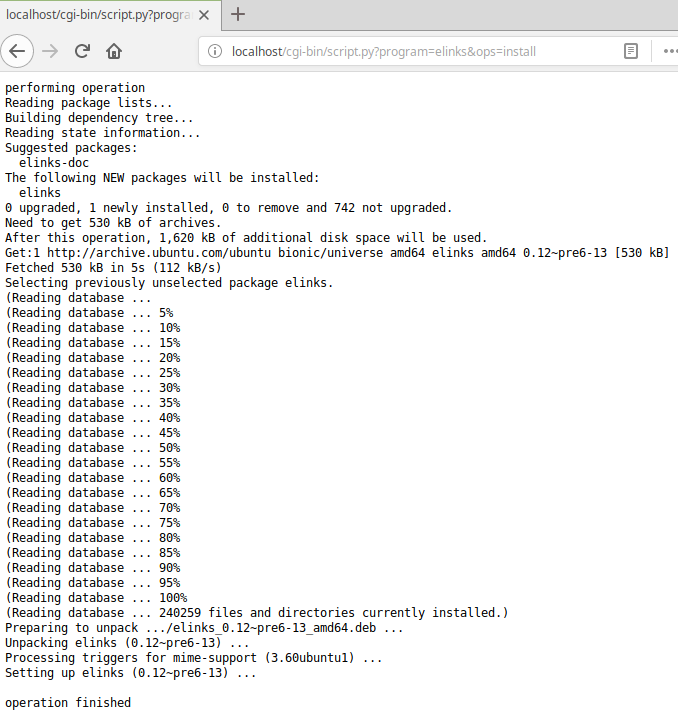 localhost/cgi-bin/script.py?progra
localhost/cgi-bin/script.py?program=elinks&ops=install
performing operation
Reading package lists...
Building dependency tree...
Reading state information...
Suggested packages:
  elinks-doc
The following NEW packages will be installed:
  elinks
0 upgraded, 1 newly installed, 0 to remove and 742 not upgraded.
Need to get 530 kB of archives.
After this operation, 1,620 kB of additional disk space will be used.
Get:1 http://archive.ubuntu.com/ubuntu bionic/universe amd64 elinks amd64 0.12~pre6-13 [530 kB]
Fetched 530 kB in 5s (112 kB/s)
Selecting previously unselected package elinks.
(Reading database ...
(Reading database ... 5%
(Reading database ... 10%
(Reading database ... 15%
(Reading database ... 20%
(Reading database ... 25%
(Reading database ... 30%
(Reading database ... 35%
(Reading database ... 40%
(Reading database ... 45%
(Reading database ... 50%
(Reading database ... 55%
(Reading database ... 60%
(Reading database ... 65%
(Reading database ... 70%
(Reading database ... 75%
(Reading database ... 80%
(Reading database ... 85%
(Reading database ... 90%
(Reading database ... 95%
(Reading database ... 100%
(Reading database ... 240259 files and directories currently installed.)
Preparing to unpack .../elinks_0.12~pre6-13_amd64.deb ...
Unpacking elinks (0.12~pre6-13) ...
Processing triggers for mime-support (3.60ubuntu1) ...
Setting up elinks (0.12~pre6-13) ...
operation finished